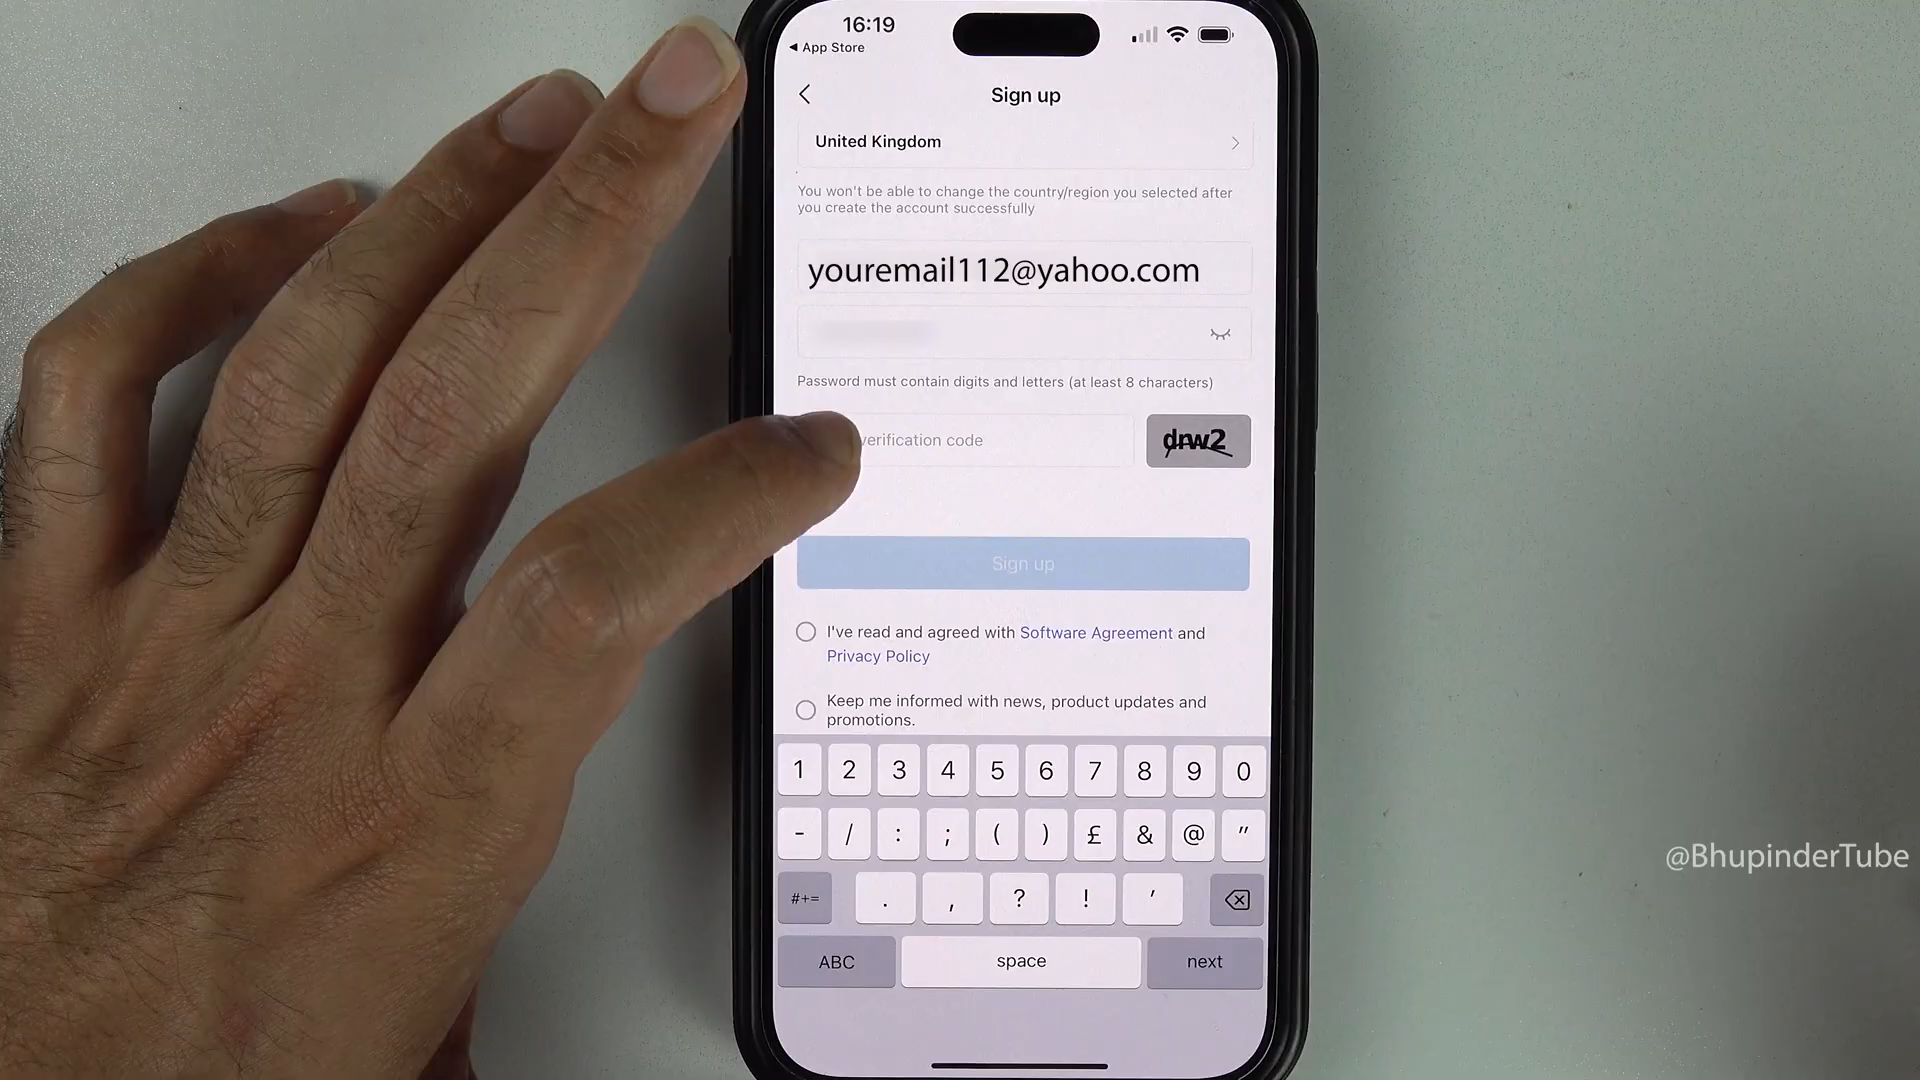 16:19
App Store
Sign up
United Kingdom
You won't be able to change the country/region you selected after
you create the account successfully
youremail112@yahoo.com
Password must contain digits and letters (at least 8 characters)
verification code
drw2
Sign up
I've read and agreed with Software Agreement and
Privacy Policy
Keep me informed with news, product updates and
promotions.
1 2 3 4 5 6 7 8 9 0
- / : ; ( ) £ & @ "
#+= . , ? ! '
ABC space next
@BhupinderTube